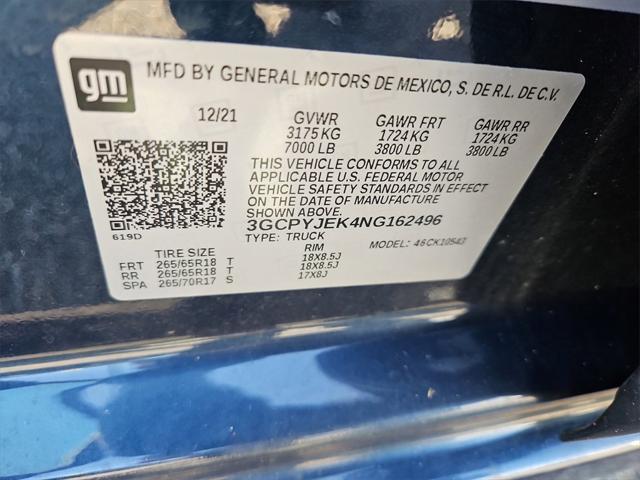 gm
MFD BY GENERAL MOTORS DE MEXICO, S. DE R.L. DE C.V.
12/21 GVWR GAWR FRT GAWR RR
3175 KG 1724 KG 1724 KG
7000 LB 3800 LB 3800 LB
THIS VEHICLE CONFORMS TO ALL
APPLICABLE U.S. FEDERAL MOTOR
VEHICLE SAFETY STANDARDS IN EFFECT
ON THE DATE OF MANUFACTURE
SHOWN ABOVE.
619D 3GCPYJEK4NG162496
TYPE: TRUCK MODEL: 46CK10543
TIRE SIZE RIM
FRT 265/65R18 T 18X8.5J
RR 265/65R18 T 18X8.5J
SPA 265/70R17 S 17X8J